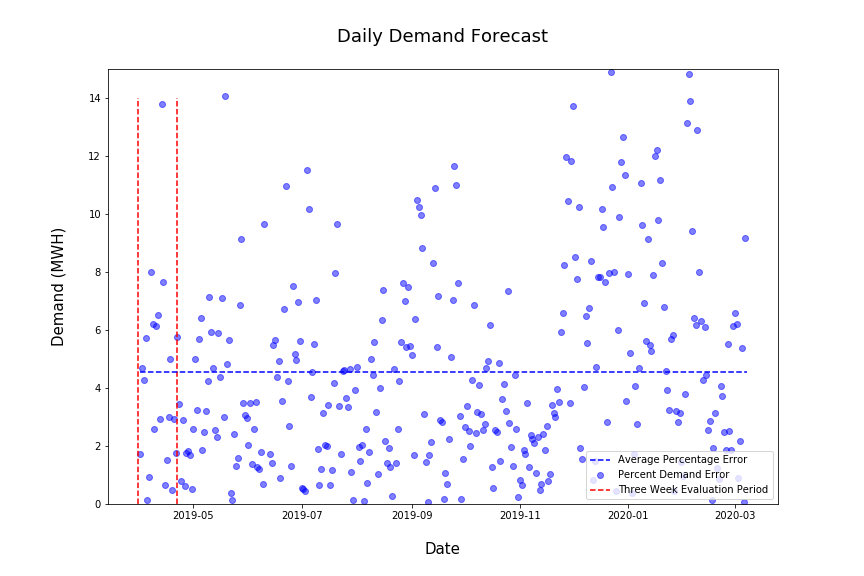 Daily Demand Forecast
Demand (MWH)
14
12
10
8
6
4
2
0
2019-05
2019-07
2019-09
2019-11
2020-01
2020-03
Date
Average Percentage Error
Percent Demand Error
Three Week Evaluation Period